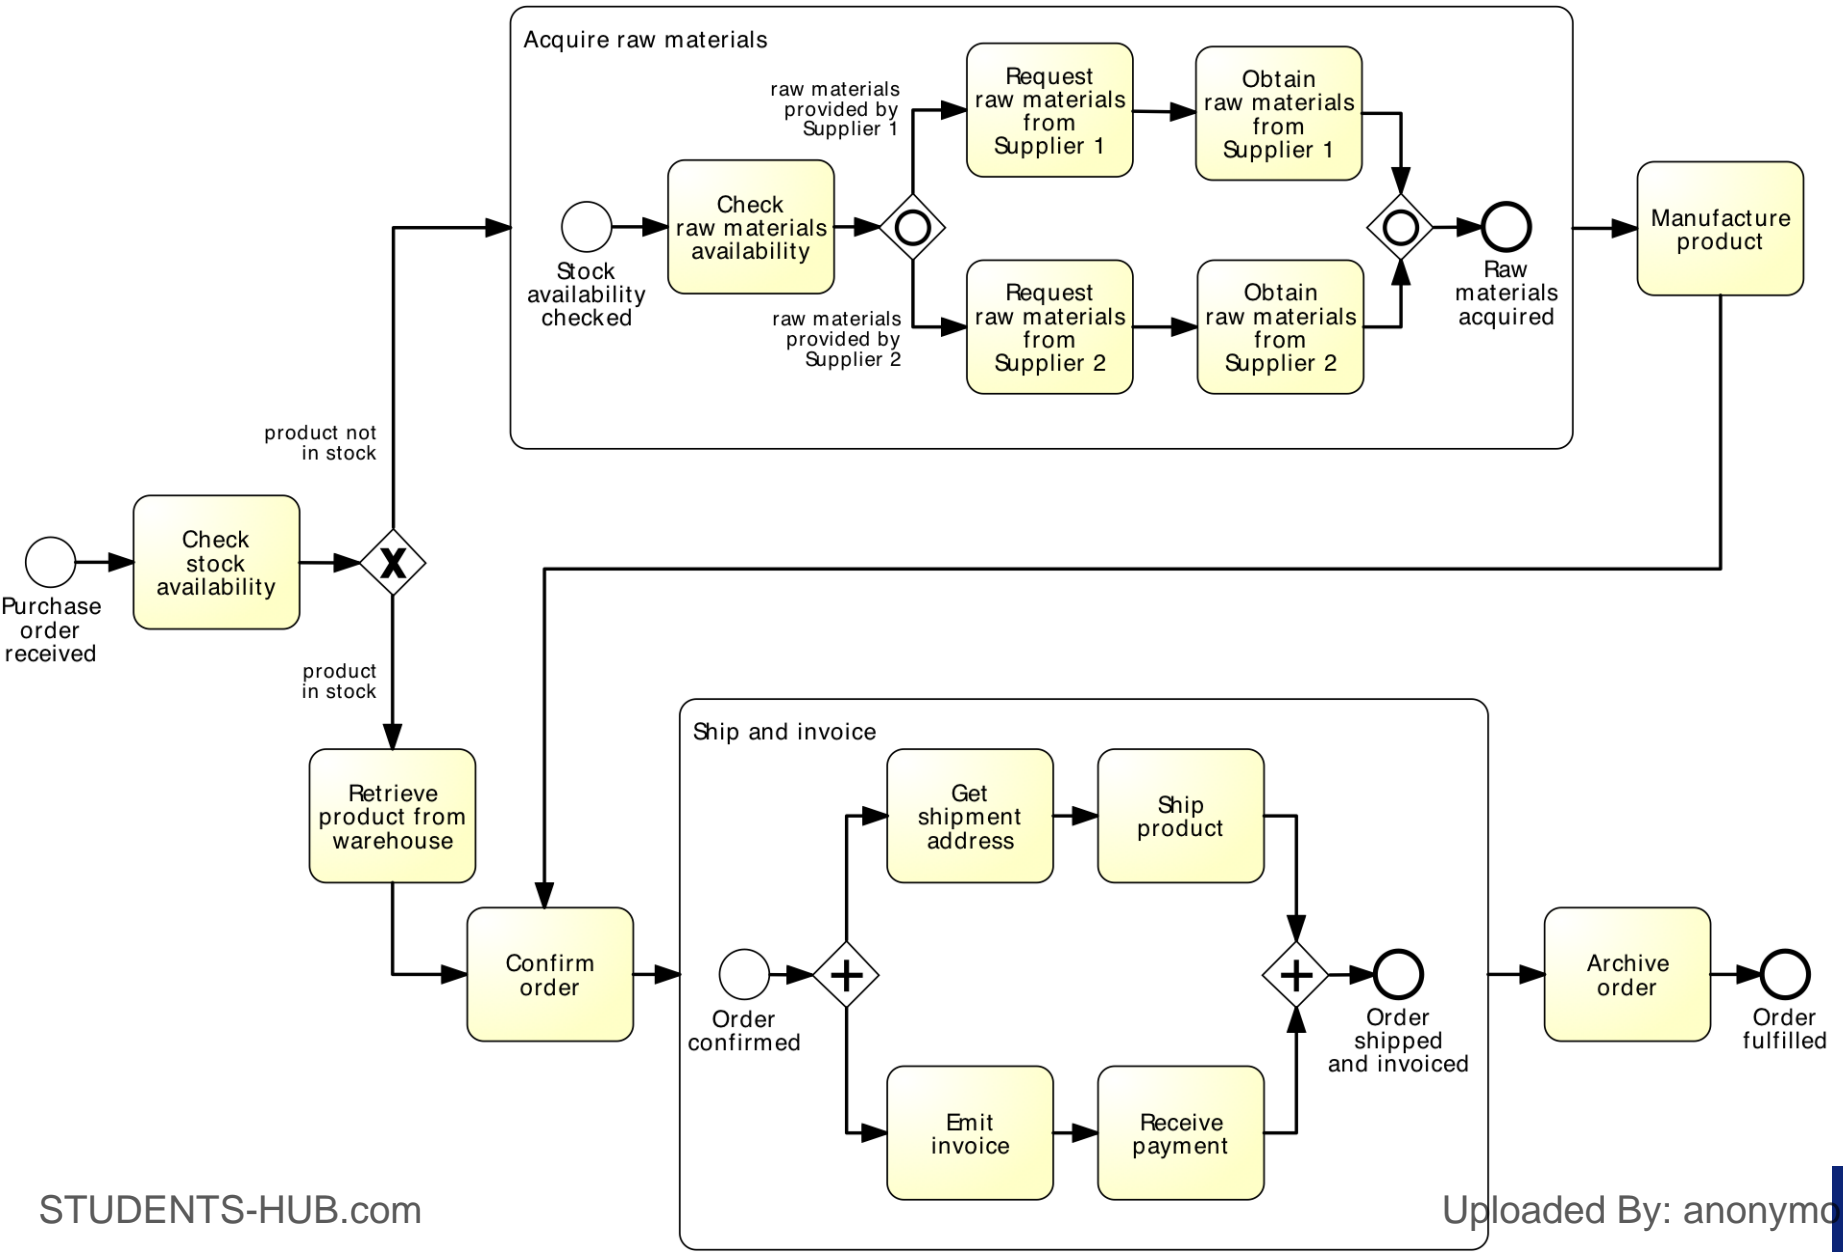 Acquire raw materials
raw materials
provided by
Supplier 1
Request
raw materials
from
Supplier 1
Obtain
raw materials
from
Supplier 1
Stock
availability
checked
Check
raw materials
availability
raw materials
provided by
Supplier 2
Request
raw materials
from
Supplier 2
Obtain
raw materials
from
Supplier 2
Raw
materials
acquired
Manufacture
product
product not
in stock
Purchase
order
received
Check
stock
availability
X
product
in stock
Retrieve
product from
warehouse
Confirm
order
Ship and invoice
Order
confirmed
Get
shipment
address
Ship
product
Emit
invoice
Receive
payment
Order
shipped
and invoiced
Archive
order
Order
fulfilled
STUDENTS-HUB.com
Uploaded By: anonymo